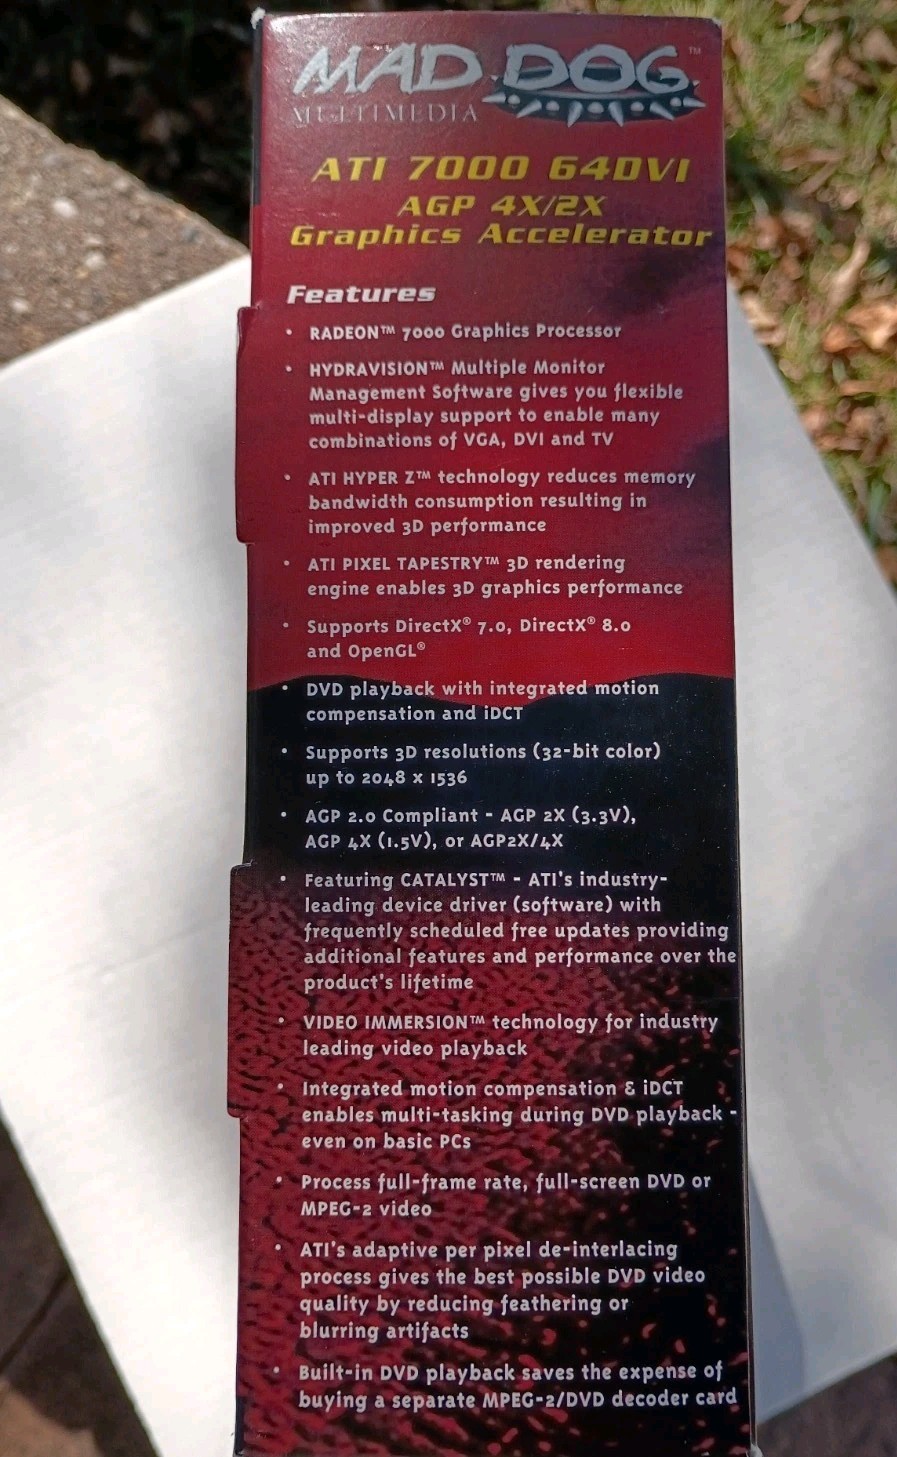 MAD DOG™
MULTIMEDIA
ATI 7000 64DVI
AGP 4X/2X
Graphics Accelerator
Features
• RADEON™ 7000 Graphics Processor
• HYDRAVISION™ Multiple Monitor
Management Software gives you flexible
multi-display support to enable many
combinations of VGA, DVI and TV
• ATI HYPER Z™ technology reduces memory
bandwidth consumption resulting in
improved 3D performance
• ATI PIXEL TAPESTRY™ 3D rendering
engine enables 3D graphics performance
• Supports DirectX® 7.0, DirectX® 8.0
and OpenGL®
• DVD playback with integrated motion
compensation and iDCT
• Supports 3D resolutions (32-bit color)
up to 2048 x 1536
• AGP 2.0 Compliant - AGP 2X (3.3V),
AGP 4X (1.5V), or AGP2X/4X
• Featuring CATALYST™ - ATI's industry-
leading device driver (software) with
frequently scheduled free updates providing
additional features and performance over the
product's lifetime
• VIDEO IMMERSION™ technology for industry
leading video playback
• Integrated motion compensation & iDCT
enables multi-tasking during DVD playback -
even on basic PCs
• Process full-frame rate, full-screen DVD or
MPEG-2 video
• ATI's adaptive per pixel de-interlacing
process gives the best possible DVD video
quality by reducing feathering or
blurring artifacts
• Built-in DVD playback saves the expense of
buying a separate MPEG-2/DVD decoder card